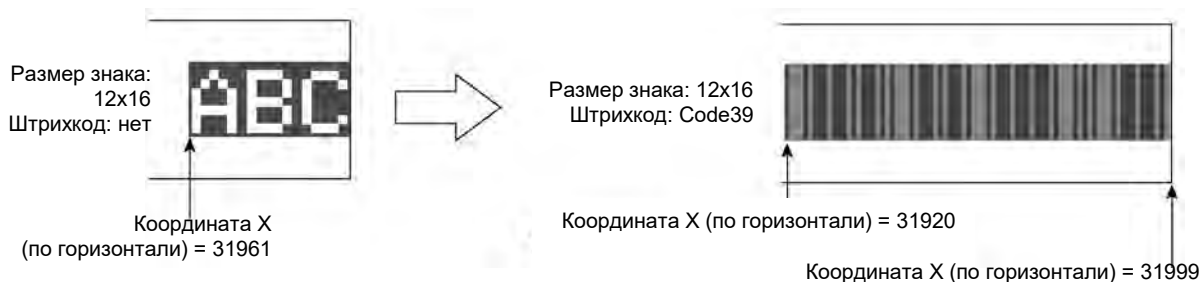 Размер знака:
12x16
Штрихкод: нет
ABC
Координата X
(по горизонтали) = 31961
Размер знака: 12x16
Штрихкод: Code39
Координата X (по горизонтали) = 31920
Координата X (по горизонтали) = 31999